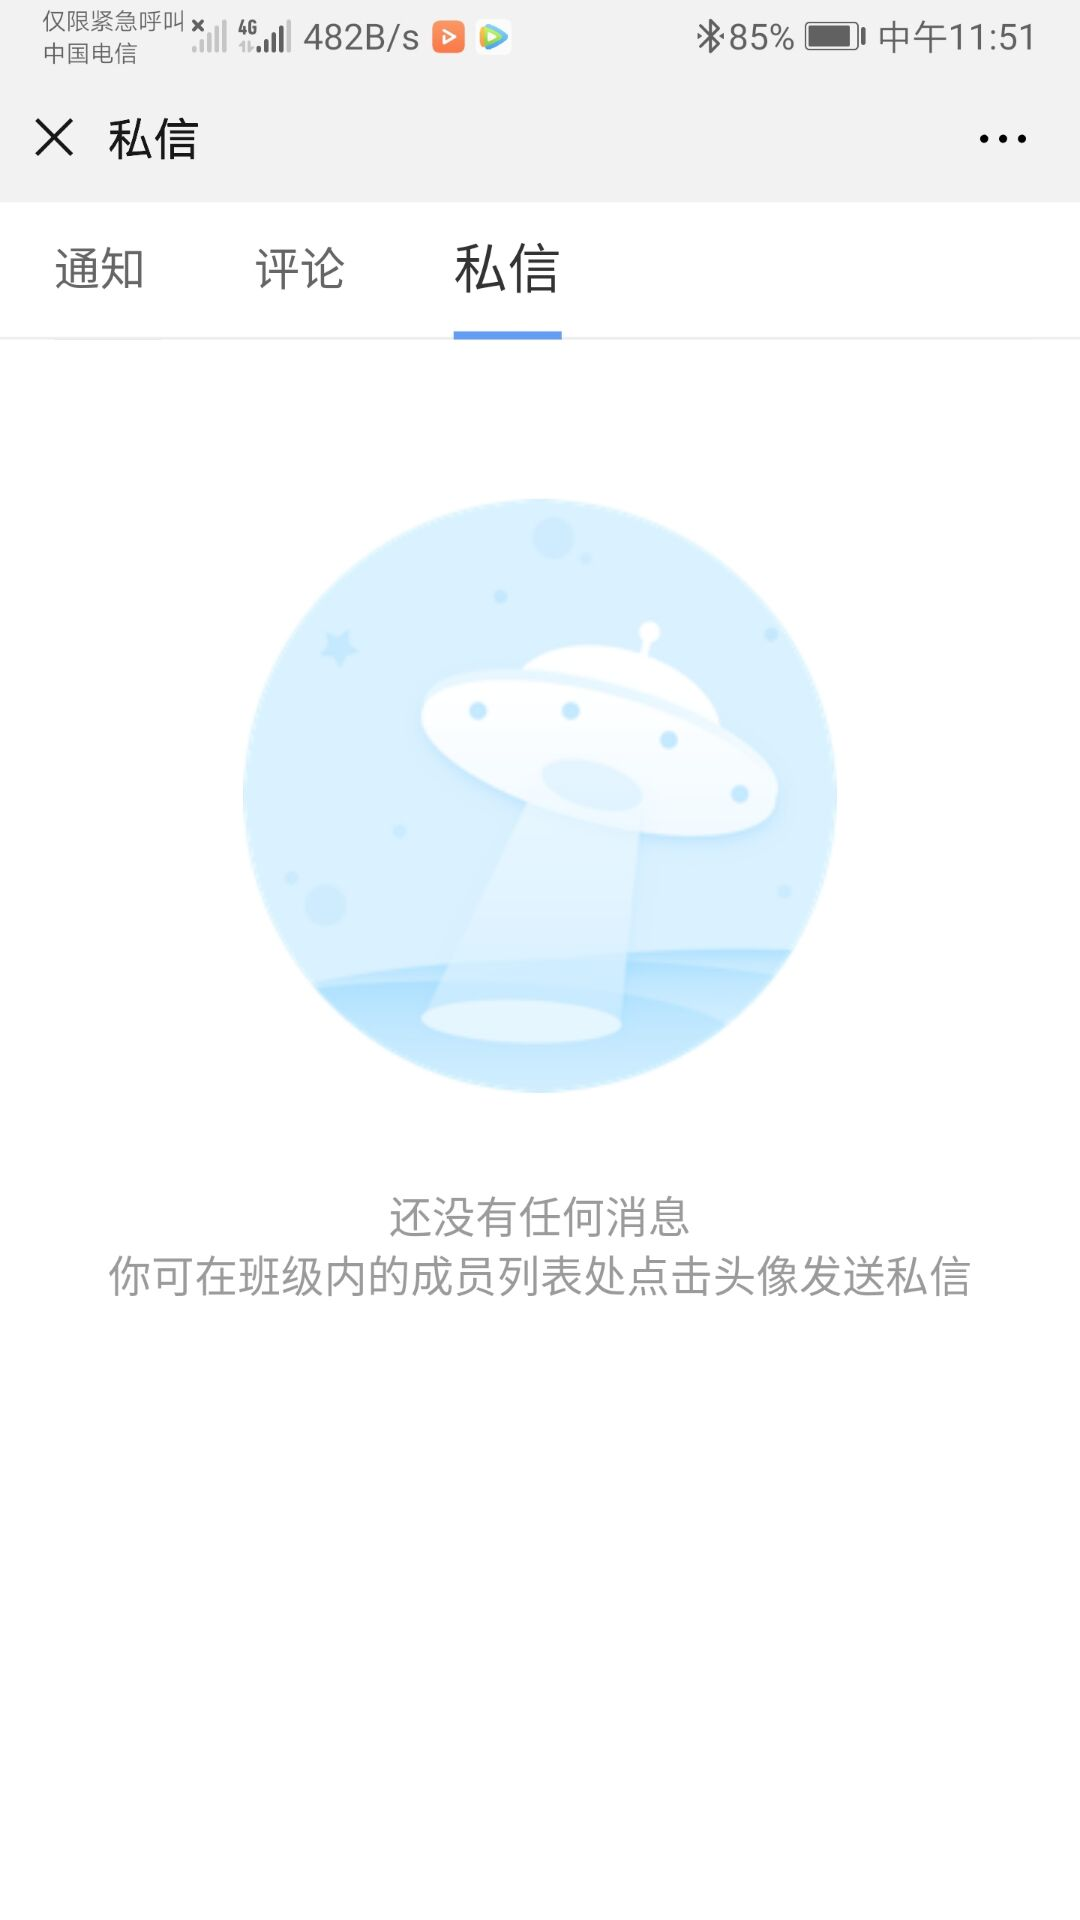 仅限紧急呼叫
中国电信
4G
482B/s
85%
中午11:51
私信
通知
评论
私信
还没有任何消息
你可在班级内的成员列表处点击头像发送私信